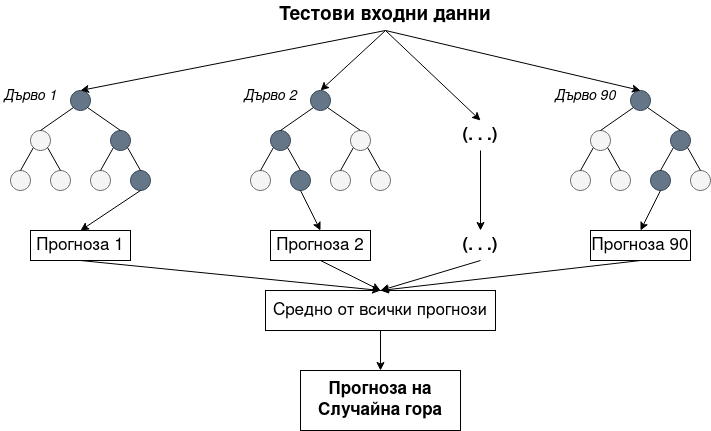 Тестови входни данни
Дърво 1
Дърво 2
Дърво 90
(. . .)
Прогноза 1
Прогноза 2
(. . .)
Прогноза 90
Средно от всички прогнози
Прогноза на
Случайна гора